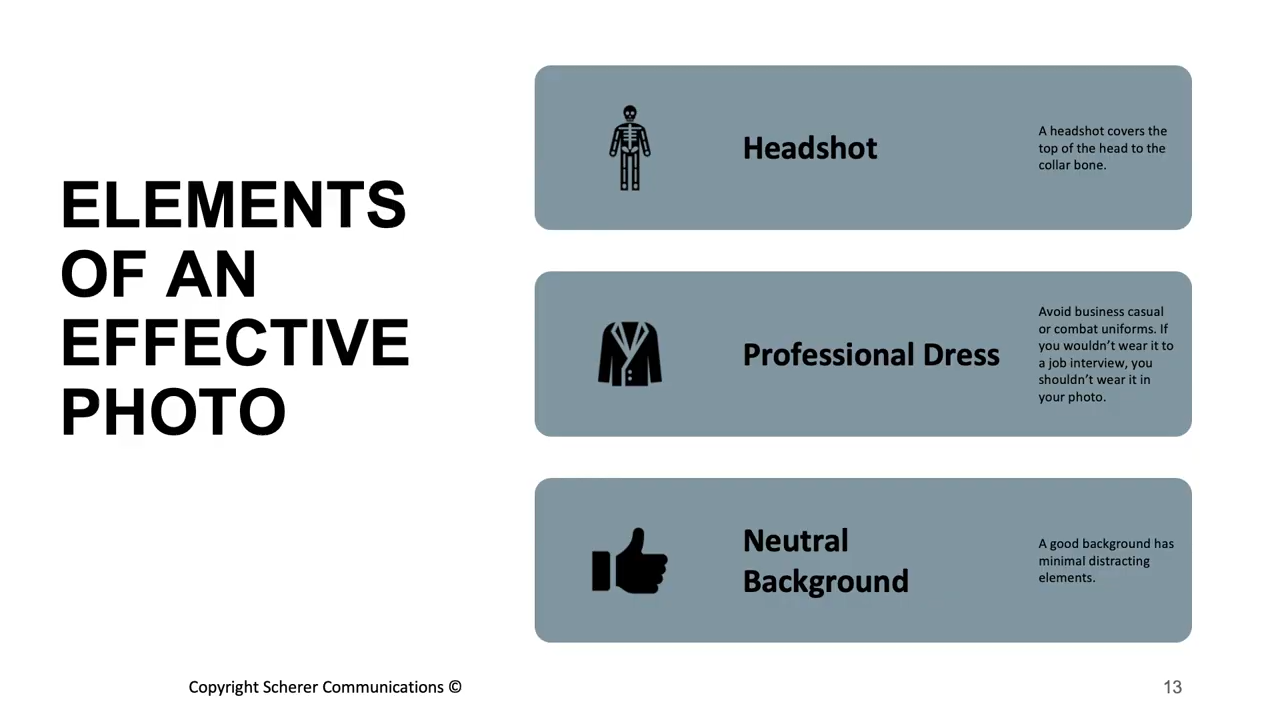 ELEMENTS
OF AN
EFFECTIVE
PHOTO
Headshot
A headshot covers the
top of the head to the
collar bone.
Professional Dress
Avoid business casual
or combat uniforms. If
you wouldn’t wear it to
a job interview, you
shouldn’t wear it in
your photo.
Neutral
Background
A good background has
minimal distracting
elements.
Copyright Scherer Communications ©
13